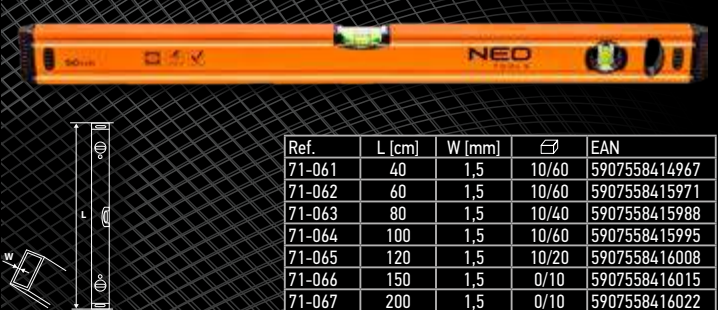 NEO
TOOLS
L
W
Ref. L [cm] W [mm] EAN
71-061 40 1,5 10/60 5907558414967
71-062 60 1,5 10/60 5907558415971
71-063 80 1,5 10/40 5907558415988
71-064 100 1,5 10/60 5907558415995
71-065 120 1,5 10/20 5907558416008
71-066 150 1,5 0/10 5907558416015
71-067 200 1,5 0/10 5907558416022